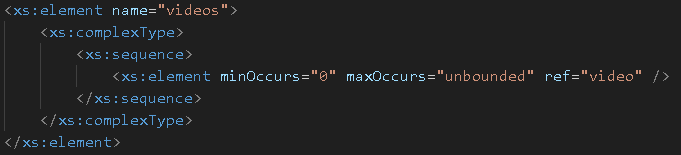 <xs:element name="videos">
<xs:complexType>
<xs:sequence>
<xs:element minOccurs="0" maxOccurs="unbounded" ref="video" />
</xs:sequence>
</xs:complexType>
</xs:element>